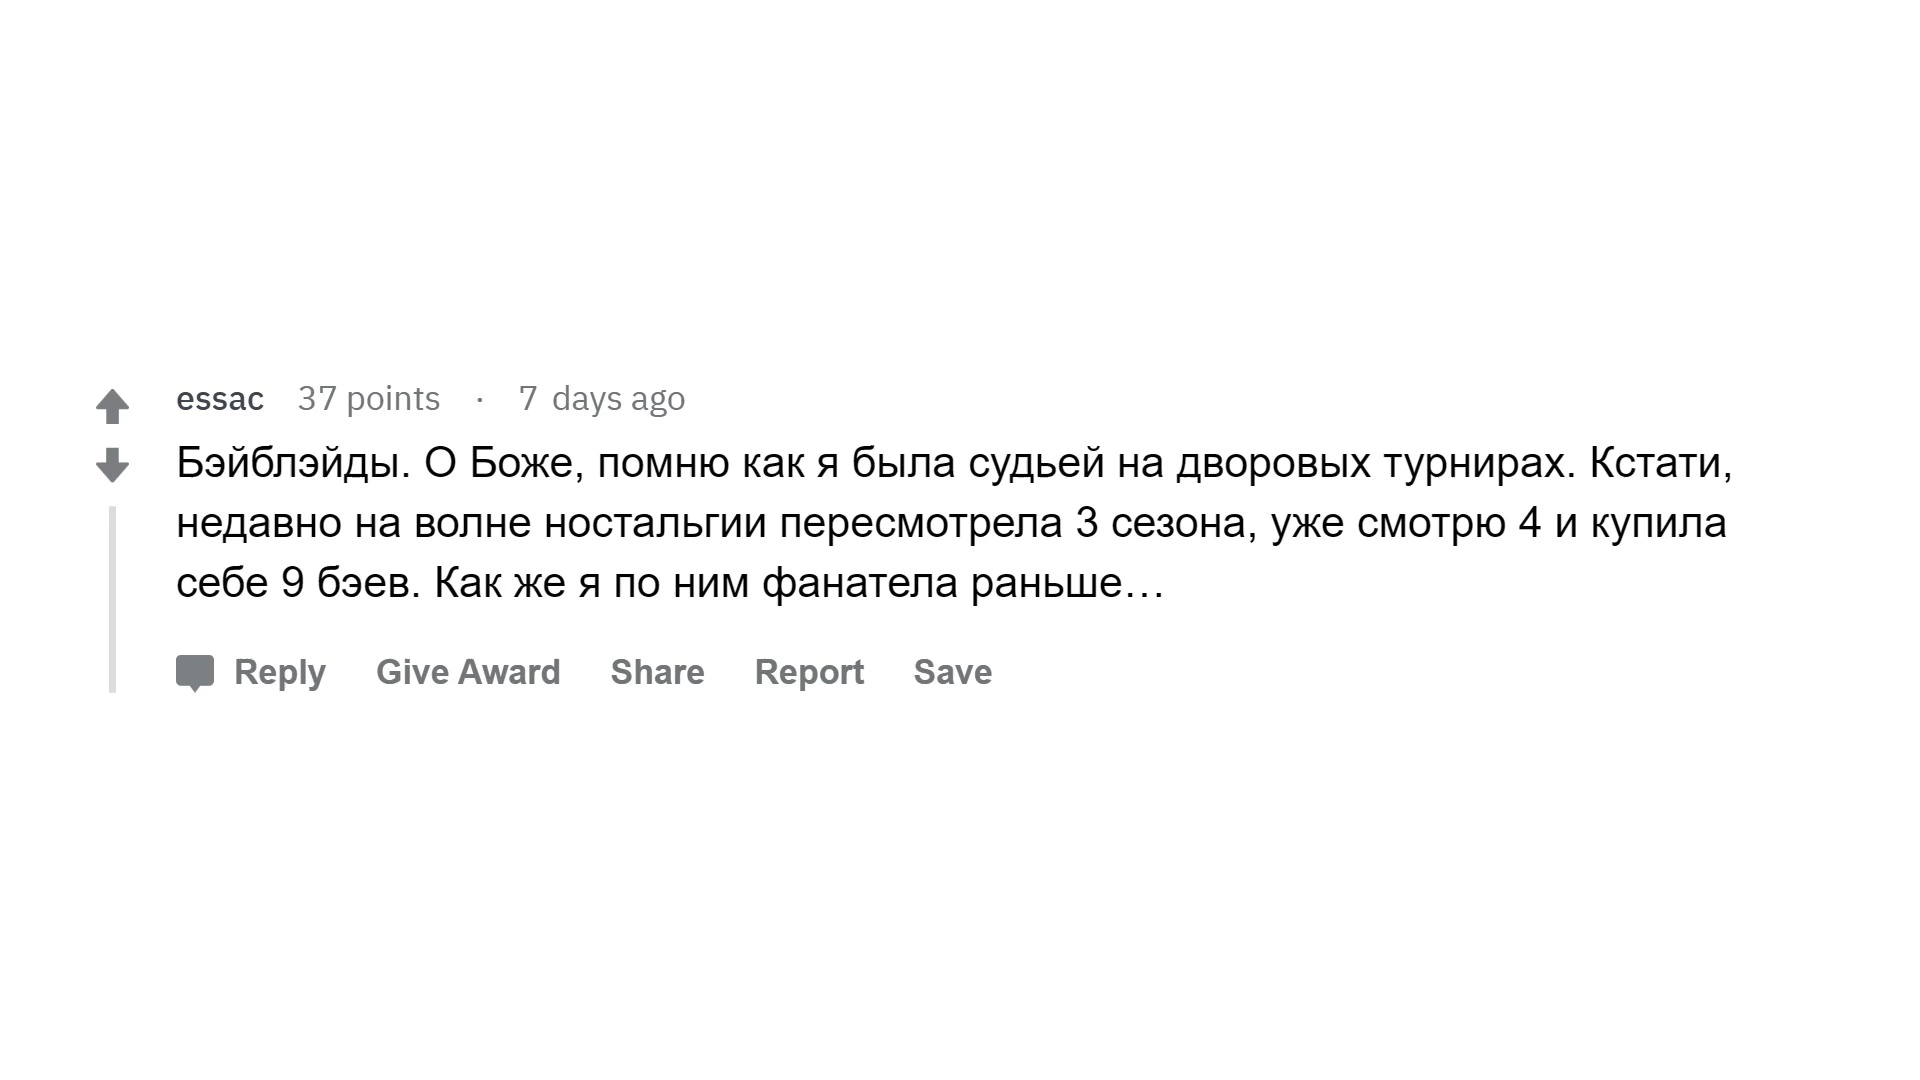 essac 37 points · 7 days ago
Бэйблэйды. О Боже, помню как я была судьей на дворовых турнирах. Кстати,
недавно на волне ностальгии пересмотрела 3 сезона, уже смотрю 4 и купила
себе 9 бэев. Как же я по ним фанатела раньше…
Reply Give Award Share Report Save